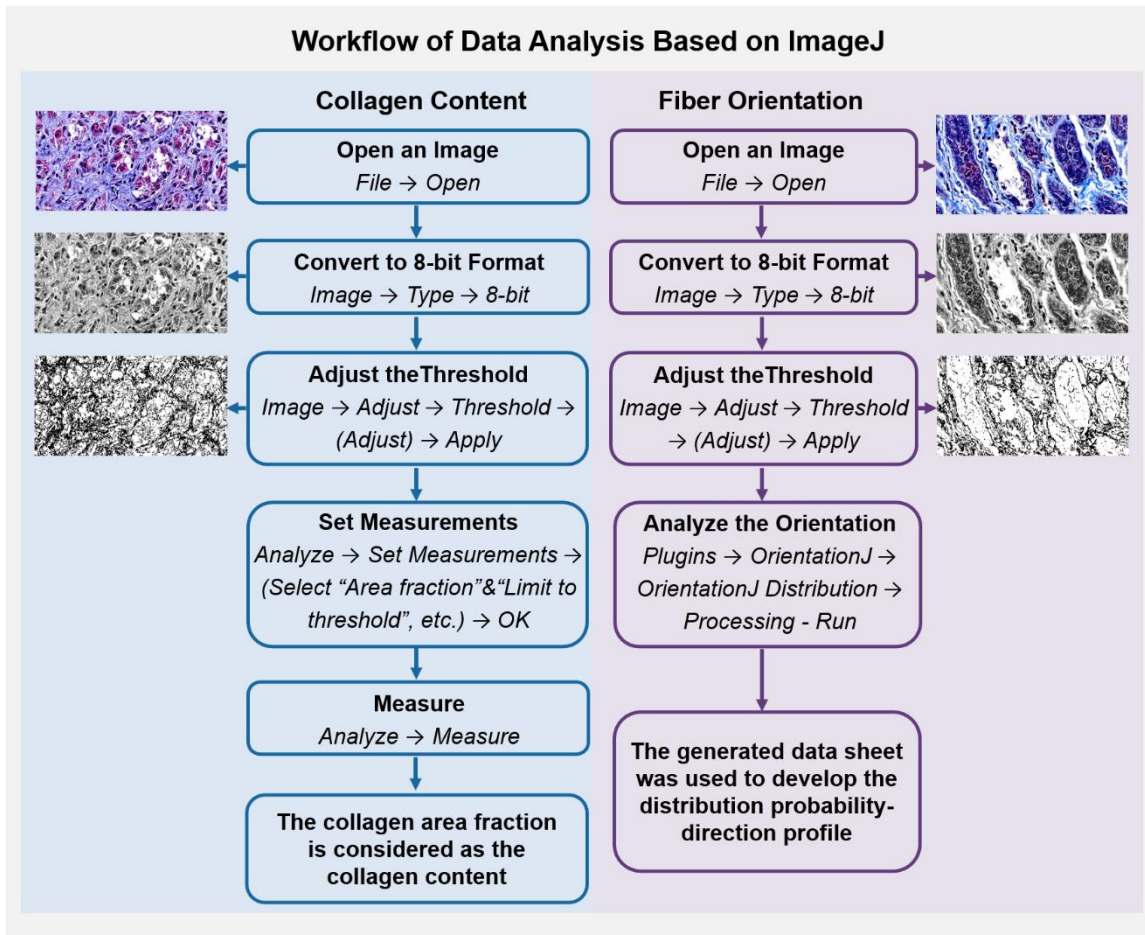 Workflow of Data Analysis Based on ImageJ
Collagen Content
Open an Image
File → Open
Convert to 8-bit Format
Image → Type → 8-bit
Adjust theThreshold
Image → Adjust → Threshold →
(Adjust) → Apply
Set Measurements
Analyze → Set Measurements →
(Select “Area fraction”&“Limit to
threshold”, etc.) → OK
Measure
Analyze → Measure
The collagen area fraction
is considered as the
collagen content
Fiber Orientation
Open an Image
File → Open
Convert to 8-bit Format
Image → Type → 8-bit
Adjust theThreshold
Image → Adjust → Threshold
→ (Adjust) → Apply
Analyze the Orientation
Plugins → OrientationJ →
OrientationJ Distribution →
Processing - Run
The generated data sheet
was used to develop the
distribution probability-
direction profile